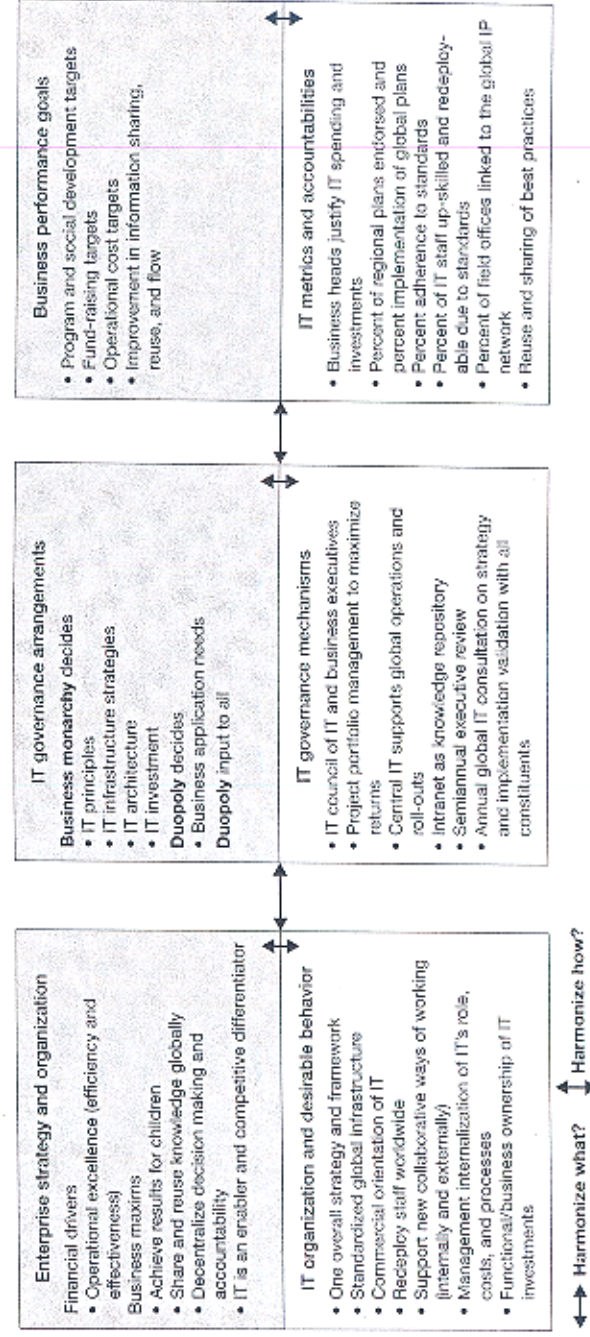 Enterprise strategy and organization
Financial drivers
• Operational excellence (efficiency and
effectiveness)
Business maxims
• Achieve results for children
• Share and reuse knowledge globally
• Decentralize decision making and
accountability
• IT is an enabler and competitive differentiator
IT organization and desirable behavior
• One overall strategy and framework
• Standardized global infrastructure
• Commercial orientation of IT
• Redeploy staff worldwide
• Support new collaborative ways of working
(internally and externally)
• Management internalization of IT's role,
costs, and processes
• Functional/business ownership of IT
investments
IT governance arrangements
Business monarchy decides
• IT principles
• IT infrastructure strategies
• IT architecture
• IT investment
Duopoly decides
• Business application needs
Duopoly input to all
IT governance mechanisms
• IT council of IT and business executives
• Project portfolio management to maximize
returns
• Central IT supports global operations and
roll-outs
• Intranet as knowledge repository
• Semiannual executive review
• Annual global IT consultation on strategy
and implementation validation with all
constituents
Business performance goals
• Program and social development targets
• Fund-raising targets
• Operational cost targets
• Improvement in information sharing,
reuse, and flow
IT metrics and accountabilities
• Business heads justify IT spending and
investments
• Percent of regional plans endorsed and
percent implementation of global plans
• Percent adherence to standards
• Percent of IT staff up-skilled and redeploy-
able due to standards
• Percent of field offices linked to the global IP
network
• Reuse and sharing of best practices
Harmonize what?
Harmonize how?